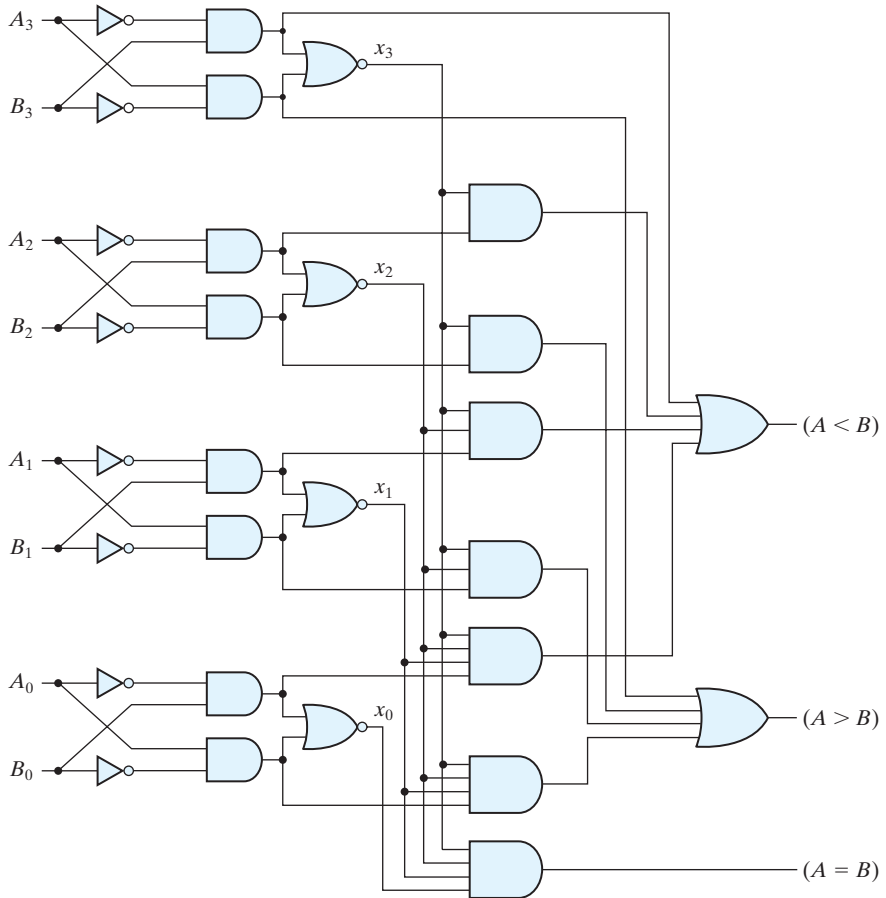 A₃
x₃
B₃
A₂
x₂
B₂
(A < B)
A₁
x₁
B₁
A₀
x₀
(A > B)
B₀
(A = B)